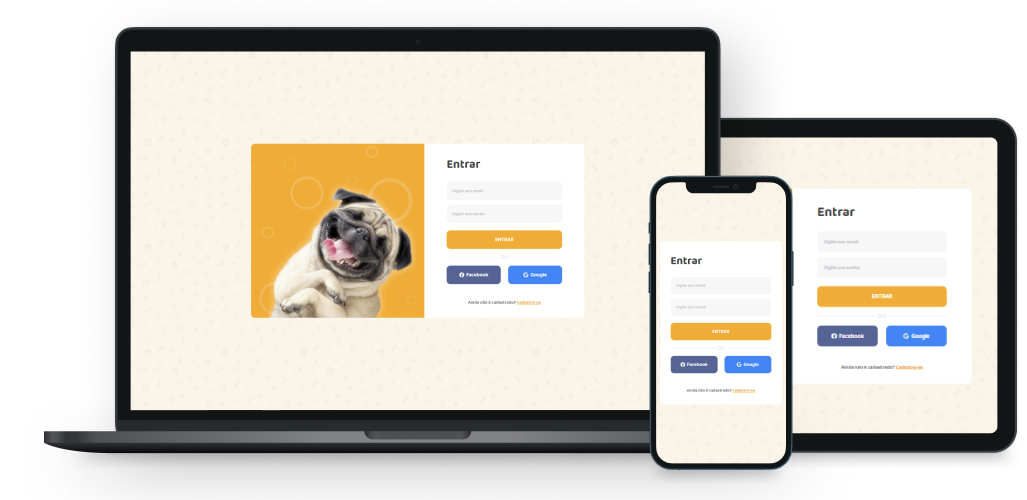 Entrar
Digite seu email
Digite sua senha
ENTRAR
OU
Facebook
Google
Ainda não é cadastrado? Cadastre-se
Entrar
Digite seu email
Digite sua senha
ENTRAR
OU
Facebook
Google
Ainda não é cadastrado? Cadastre-se
Entrar
Digite seu email
Digite sua senha
ENTRAR
OU
Facebook
Google
Ainda não é cadastrado? Cadastre-se